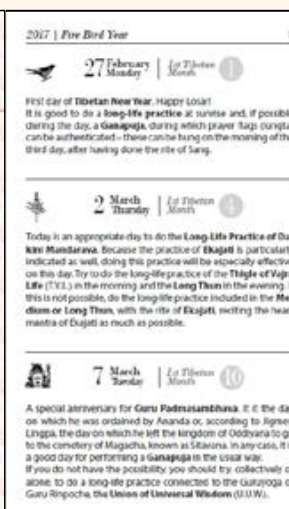 2017 | Fire Bird Year
27 February Monday | 1st Tibetan Month 1
First day of Tibetan New Year. Happy Losar!
It is good to do a long-life practice at sunrise and, if possible
during the day, a Ganapuja, during which prayer flags (lungta
can be authenticated – these can be hung on the morning of the
third day, after having done the rite of Sang.
2 March Thursday | 1st Tibetan Month 4
Today is an appropriate day to do the Long-Life Practice of Da
kini Mandarava. Because the practice of Ekajati is particularl
indicated as well, doing this practice will be especially effective
on this day. Try to do the long-life practice of the Thigle of Vajra
Life (T.V.L.) in the morning and the Long Thun in the evening. I
this is not possible, do the long-life practice included in the Me
dium or Long Thun, with the rite of Ekajati, reciting the hear
mantra of Ekajati as much as possible.
7 March Tuesday | 1st Tibetan Month 10
A special anniversary for Guru Padmasambhava. It it the day
on which he was ordained by Ananda or, according to Jigmed
Lingpa, the day on which he left the kingdom of Oddiyana to go
to the cemetery of Magadha, known as Sitavana. In any case, it is
a good day for performing a Ganapuja in the usual way.
If you do not have the possibility, you should try, collectively o
alone, to do a long-life practice connected to the Guruyoga o
Guru Rinpoche, the Union of Universal Wisdom (U.U.W.).